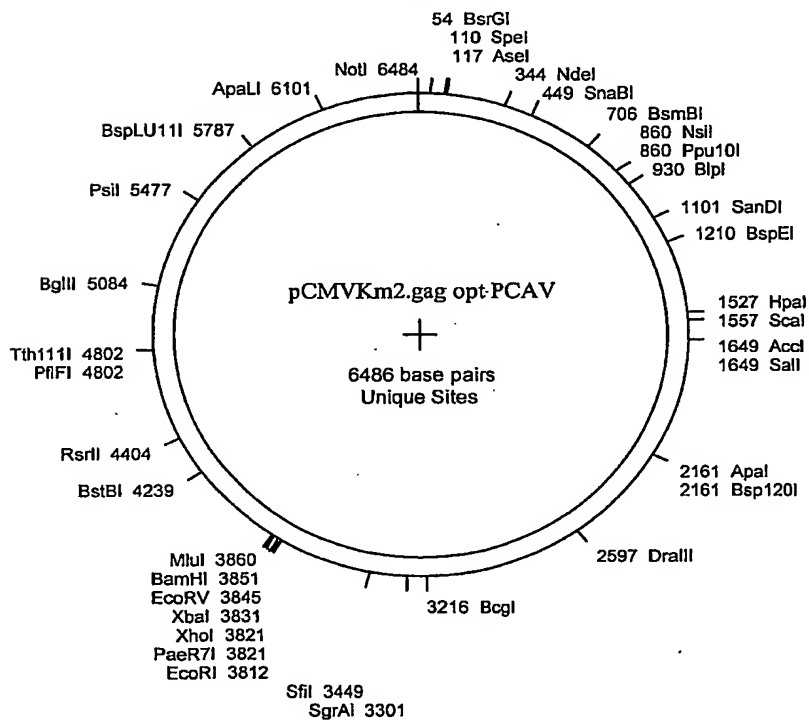 54 BsrGI
110 SpeI
117 AseI
NotI 6484
344 NdeI
ApaLI 6101
449 SnaBI
706 BsmBI
BspLU11I 5787
860 NsiI
860 Ppu10I
930 BlpI
PsiI 5477
1101 SanDI
1210 BspEI
BglII 5084
pCMVKm2.gag opt-PCAV
1527 HpaI
1557 ScaI
Tth111I 4802
1649 AccI
PflFI 4802
6486 base pairs
1649 SalI
Unique Sites
RsrII 4404
2161 ApaI
BstBI 4239
2161 Bsp120I
2597 DraIII
MluI 3860
BamHI 3851
3216 BcgI
EcoRV 3845
XbaI 3831
XhoI 3821
PaeR7I 3821
EcoRI 3812
SfiI 3449
SgrAI 3301